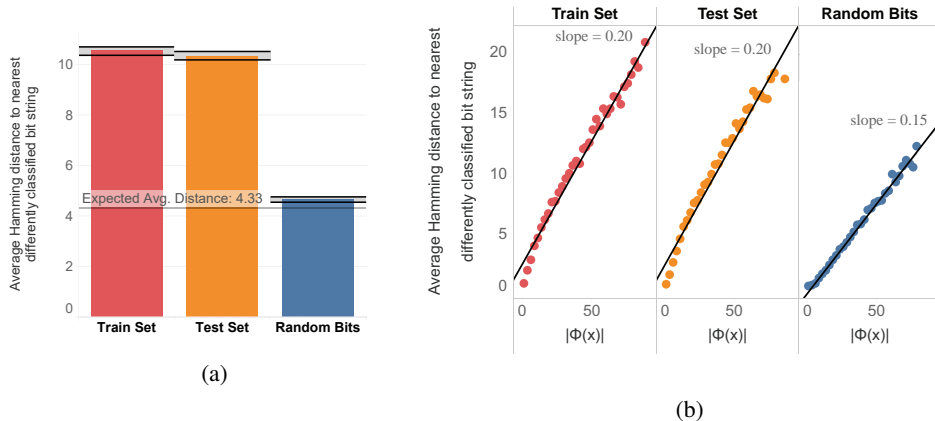 Average Hamming distance to nearest
differently classified bit string
10
8
6
4
2
0
Expected Avg. Distance: 4.33
Train Set
Test Set
Random Bits
(a)
Average Hamming distance to nearest
differently classified bit string
20
15
10
5
0
Train Set
Test Set
Random Bits
slope = 0.20
slope = 0.20
slope = 0.15
0
50
0
50
0
50
|Φ(x)|
|Φ(x)|
|Φ(x)|
(b)